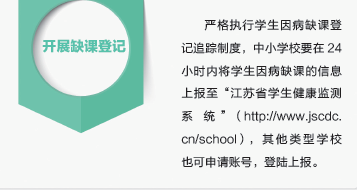 开展缺课登记
严格执行学生因病缺课登
记追踪制度，中小学校要在 24
小时内将学生因病缺课的信息
上报至“江苏省学生健康监测
系统”（http://www.jscdc.
cn/school），其他类型学校
也可申请账号，登陆上报。